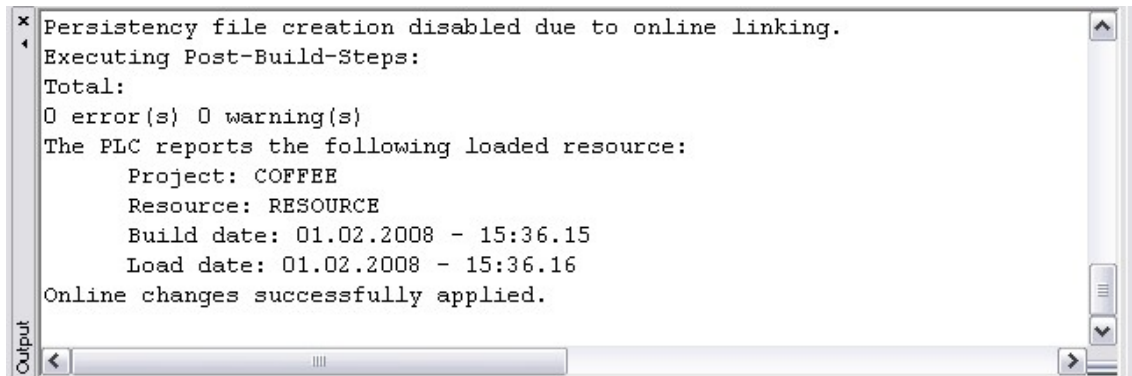 Persistency file creation disabled due to online linking.
Executing Post-Build-Steps:
Total:
0 error(s) 0 warning(s)
The PLC reports the following loaded resource:
Project: COFFEE
Resource: RESOURCE
Build date: 01.02.2008 - 15:36.15
Load date: 01.02.2008 - 15:36.16
Online changes successfully applied.
Output